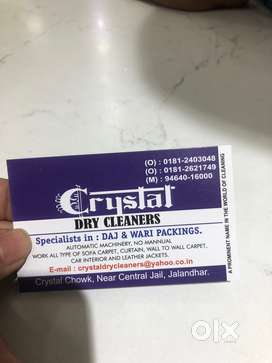 (O) : 0181-2403048
(O) : 0181-2621749
(M) : 94640-16000
Crystal
DRY CLEANERS
Specialists in : DAJ & WARI PACKINGS.
AUTOMATIC MACHINERY, NO MANNUAL
WORK ALL TYPE OF SOFA CARPET, CURTAIN, WALL TO WALL CARPET,
CAR INTERIOR AND LEATHER JACKETS.
E-mail : crystaldrycleaners@yahoo.co.in
Crystal Chowk, Near Central Jail, Jalandhar.
A PROMINENT NAME IN THE WORLD OF CLEANING
olx